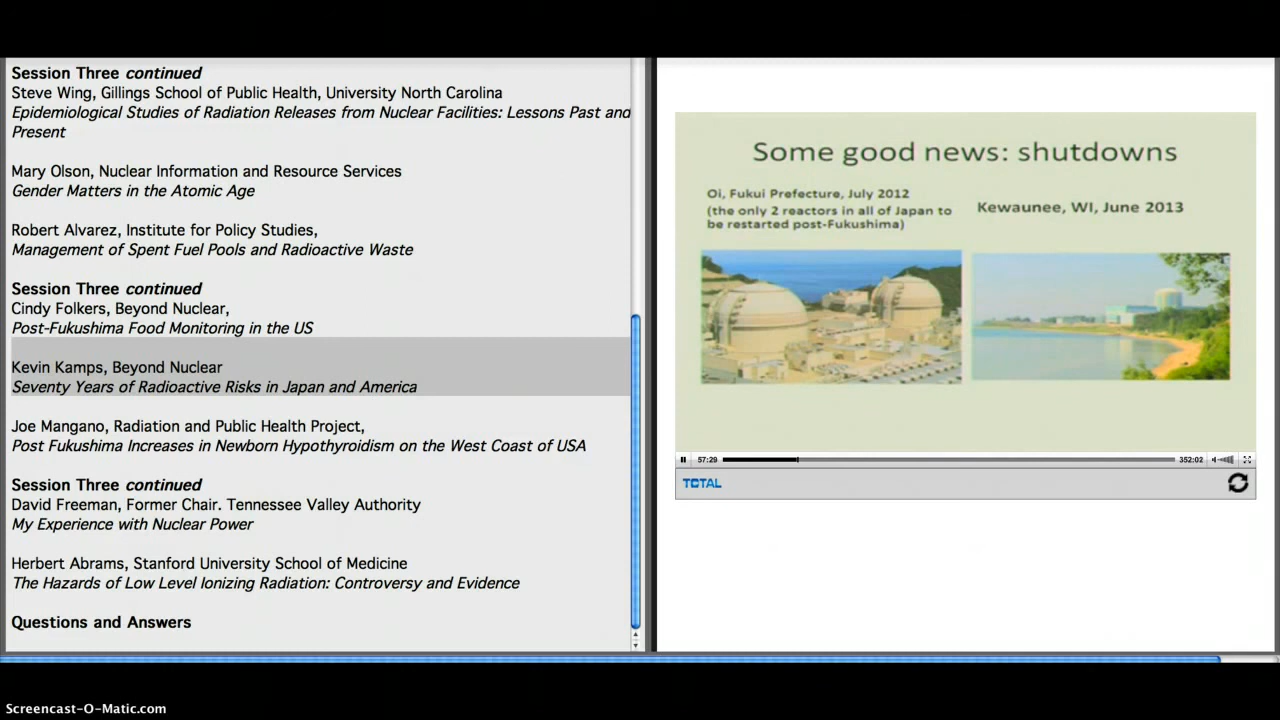 Session Three continued
Steve Wing, Gillings School of Public Health, University North Carolina
Epidemiological Studies of Radiation Releases from Nuclear Facilities: Lessons Past and
Present
Mary Olson, Nuclear Information and Resource Services
Gender Matters in the Atomic Age
Robert Alvarez, Institute for Policy Studies,
Management of Spent Fuel Pools and Radioactive Waste
Session Three continued
Cindy Folkers, Beyond Nuclear,
Post-Fukushima Food Monitoring in the US
Kevin Kamps, Beyond Nuclear
Seventy Years of Radioactive Risks in Japan and America
Joe Mangano, Radiation and Public Health Project,
Post Fukushima Increases in Newborn Hypothyroidism on the West Coast of USA
Session Three continued
David Freeman, Former Chair. Tennessee Valley Authority
My Experience with Nuclear Power
Herbert Abrams, Stanford University School of Medicine
The Hazards of Low Level Ionizing Radiation: Controversy and Evidence
Questions and Answers
Some good news: shutdowns
Oi, Fukui Prefecture, July 2012
(the only 2 reactors in all of Japan to
be restarted post-Fukushima)
Kewaunee, WI, June 2013
57:29
352:02
TOTAL
Screencast-O-Matic.com